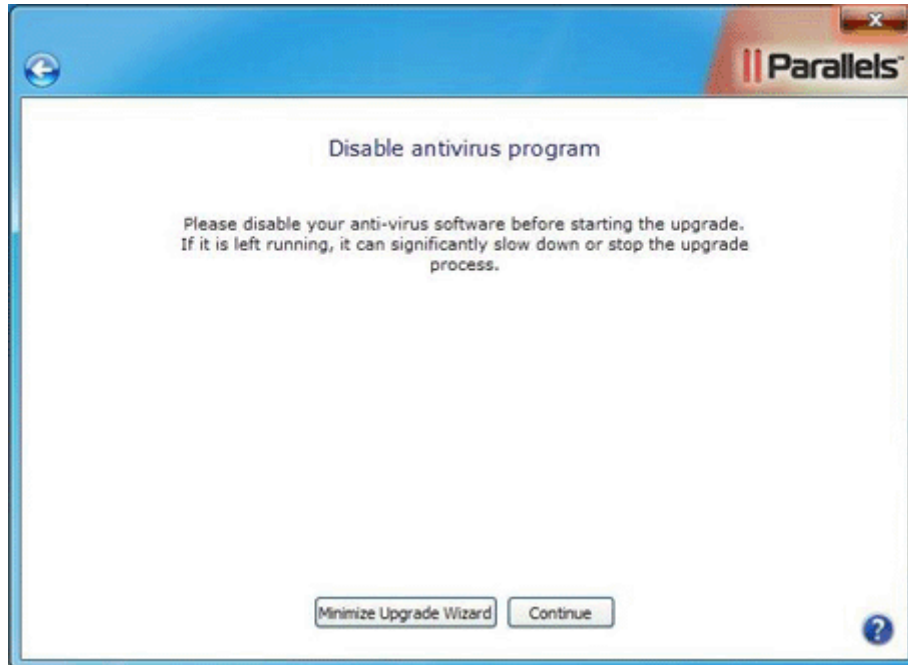 Parallels™
Disable antivirus program
Please disable your anti-virus software before starting the upgrade.
If it is left running, it can significantly slow down or stop the upgrade
process.
Minimize Upgrade Wizard
Continue